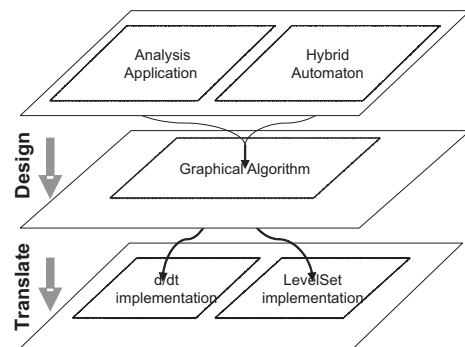 Analysis
Application
Hybrid
Automaton
Design
Graphical Algorithm
Translate
d/dt
implementation
LevelSet
implementation